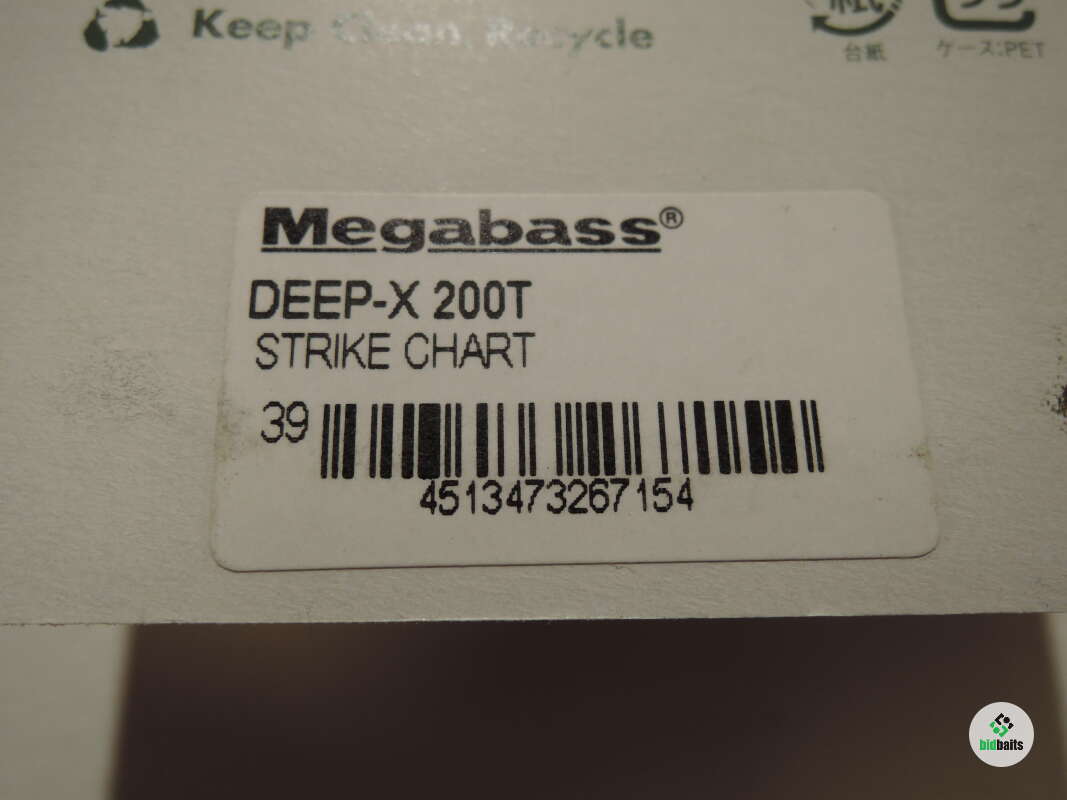 Keep Clean, Recycle
台紙
ケース:PET
Megabass®
DEEP-X 200T
STRIKE CHART
39
4513473267154
bidbaits